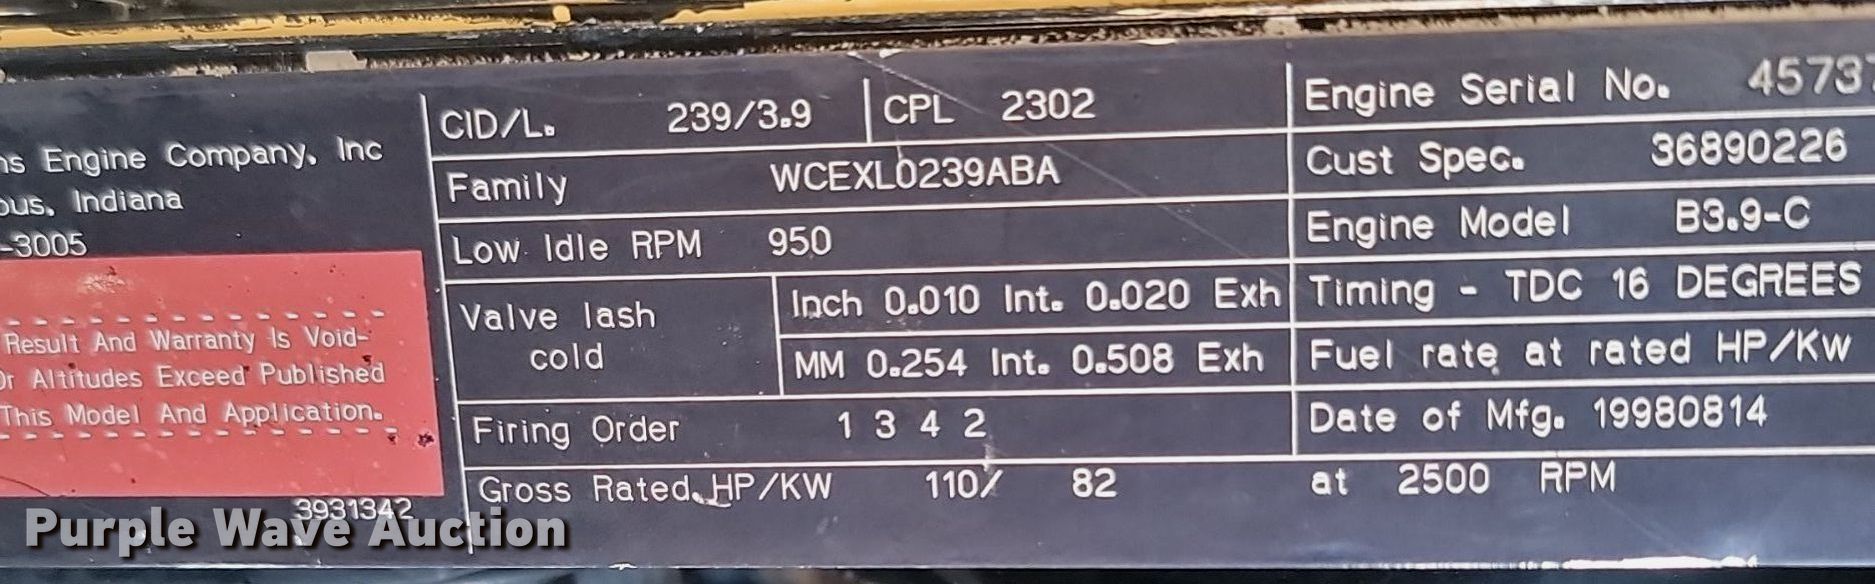 Engine Company, Inc
Indiana
-3005
Result And Warranty Is Void-
Or Altitudes Exceed Published
This Model And Application.
3931342
CID/L. 239/3.9 CPL 2302
Family WCEXL0239ABA
Low Idle RPM 950
Valve lash cold
Inch 0.010 Int. 0.020 Exh
MM 0.254 Int. 0.508 Exh
Firing Order 1 3 4 2
Gross Rated HP/KW 110/ 82 at 2500 RPM
Engine Serial No. 4573
Cust Spec. 36890226
Engine Model B3.9-C
Timing - TDC 16 DEGREES
Fuel rate at rated HP/Kw
Date of Mfg. 19980814
Purple Wave Auction